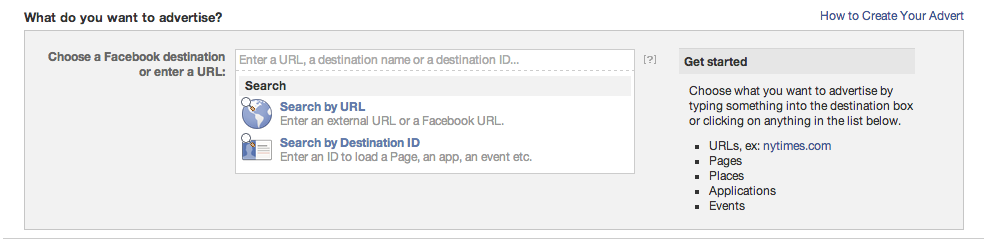 What do you want to advertise?
How to Create Your Advert
Choose a Facebook destination
or enter a URL:
Enter a URL, a destination name or a destination ID...
[?]
Search
Search by URL
Enter an external URL or a Facebook URL.
Search by Destination ID
Enter an ID to load a Page, an app, an event etc.
Get started
Choose what you want to advertise by
typing something into the destination box
or clicking on anything in the list below.
URLs, ex: nytimes.com
Pages
Places
Applications
Events